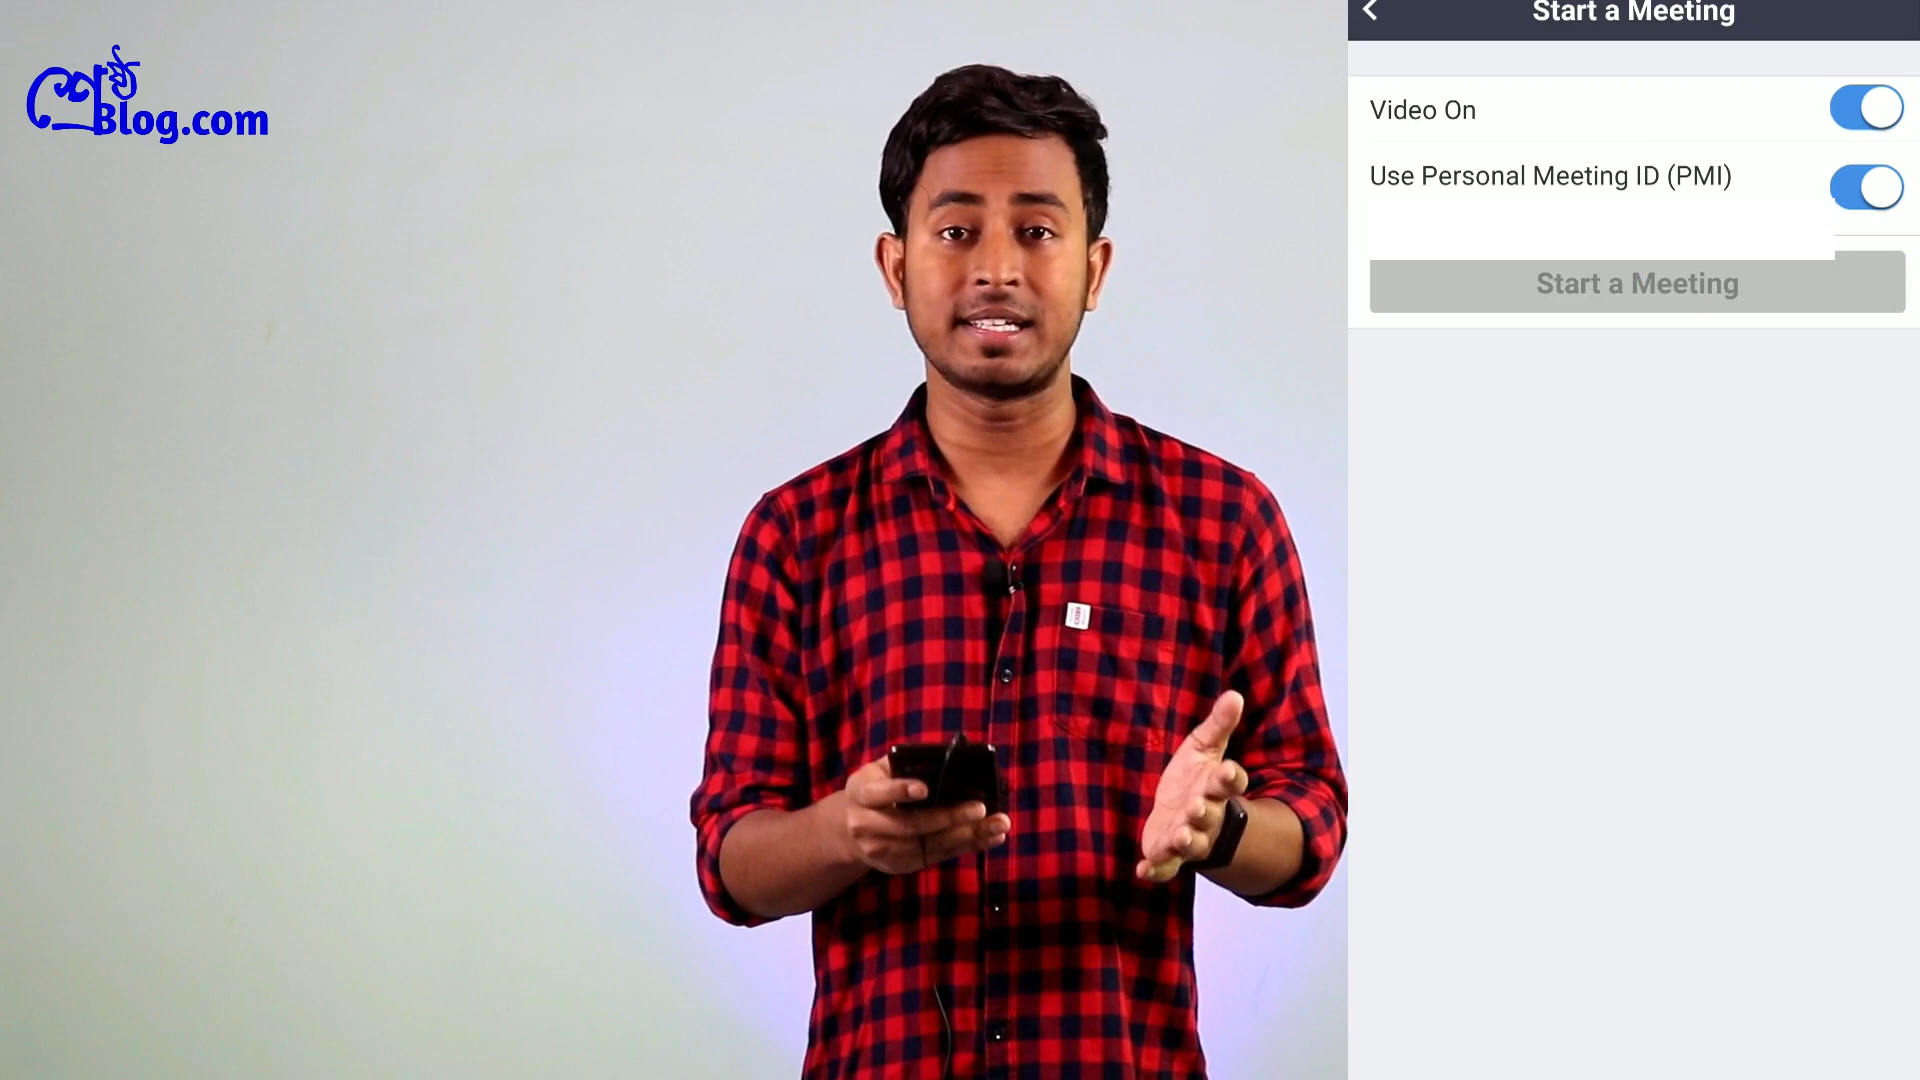 শ্রেষ্ঠ
Blog.com
Start a Meeting
Video On
Use Personal Meeting ID (PMI)
Start a Meeting